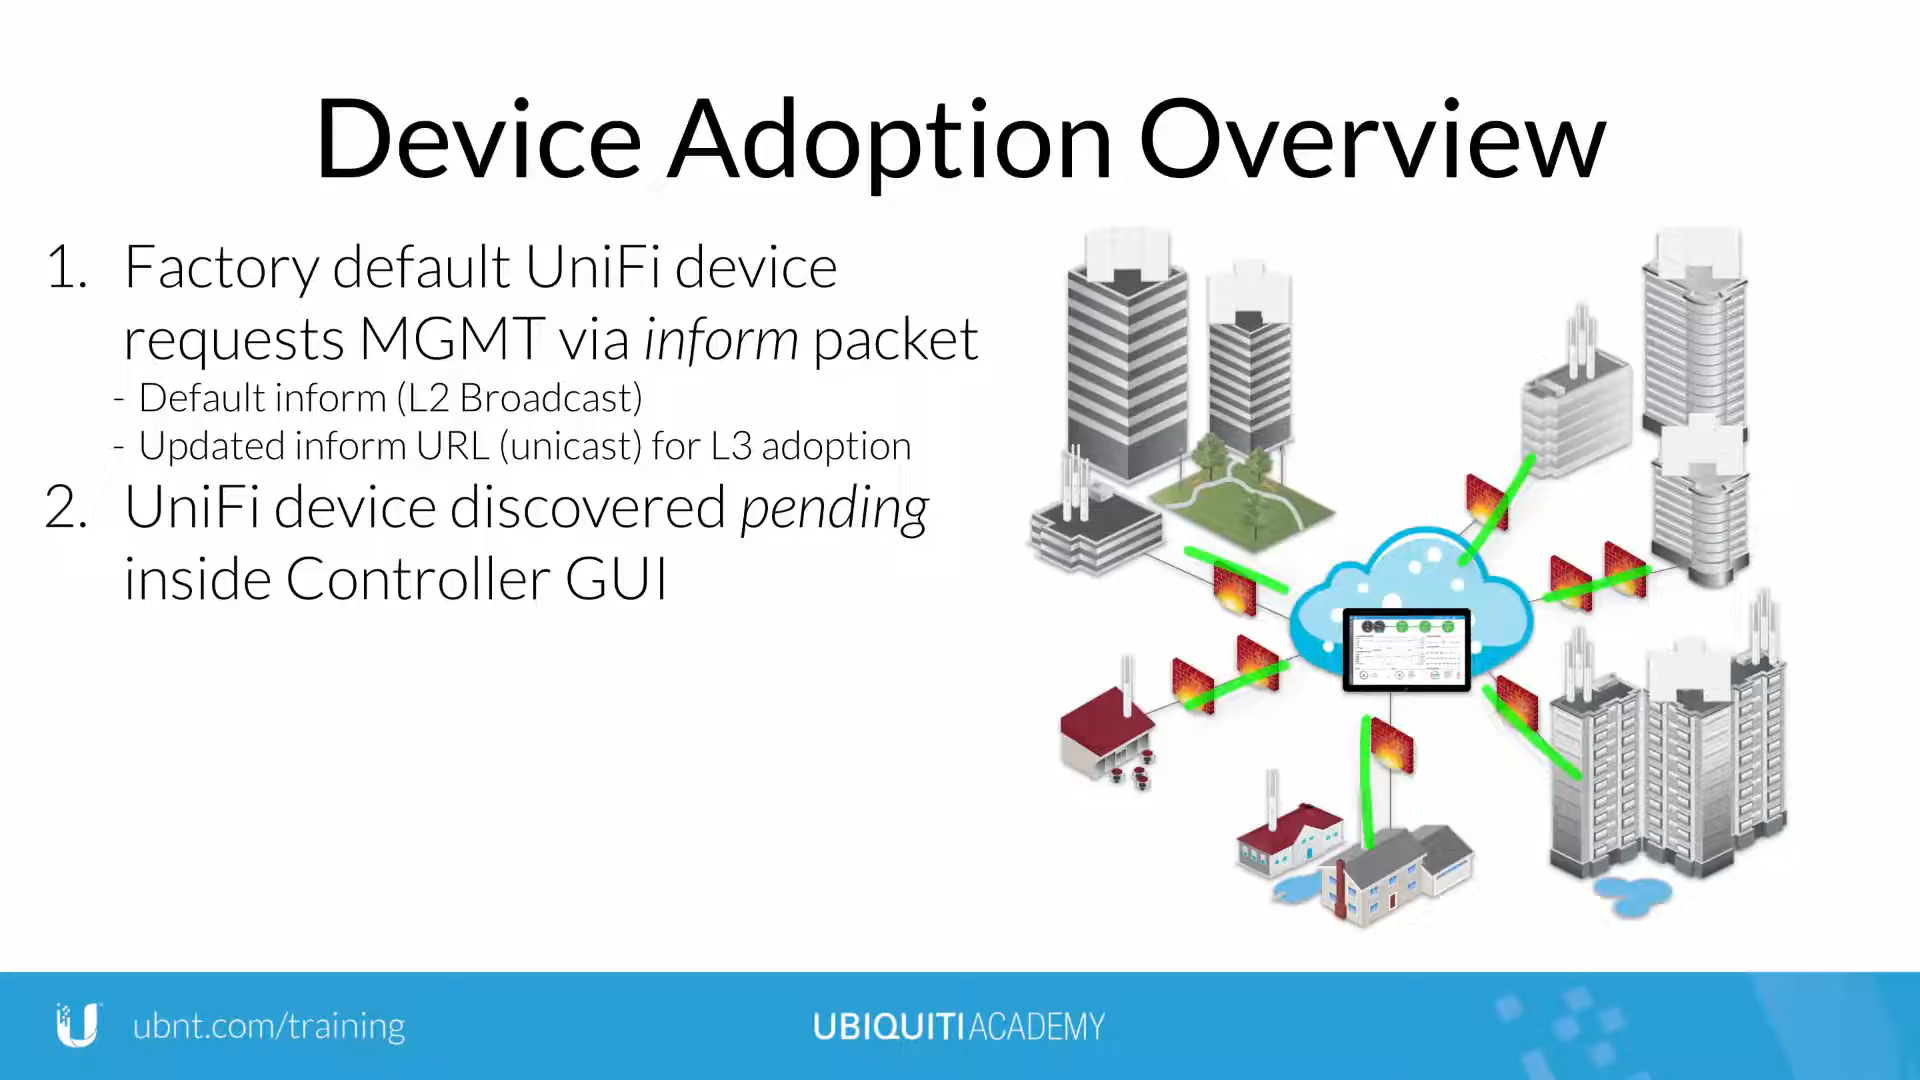 Device Adoption Overview
1. Factory default UniFi device
requests MGMT via inform packet
- Default inform (L2 Broadcast)
- Updated inform URL (unicast) for L3 adoption
2. UniFi device discovered pending
inside Controller GUI
ubnt.com/training
UBIQUITI ACADEMY